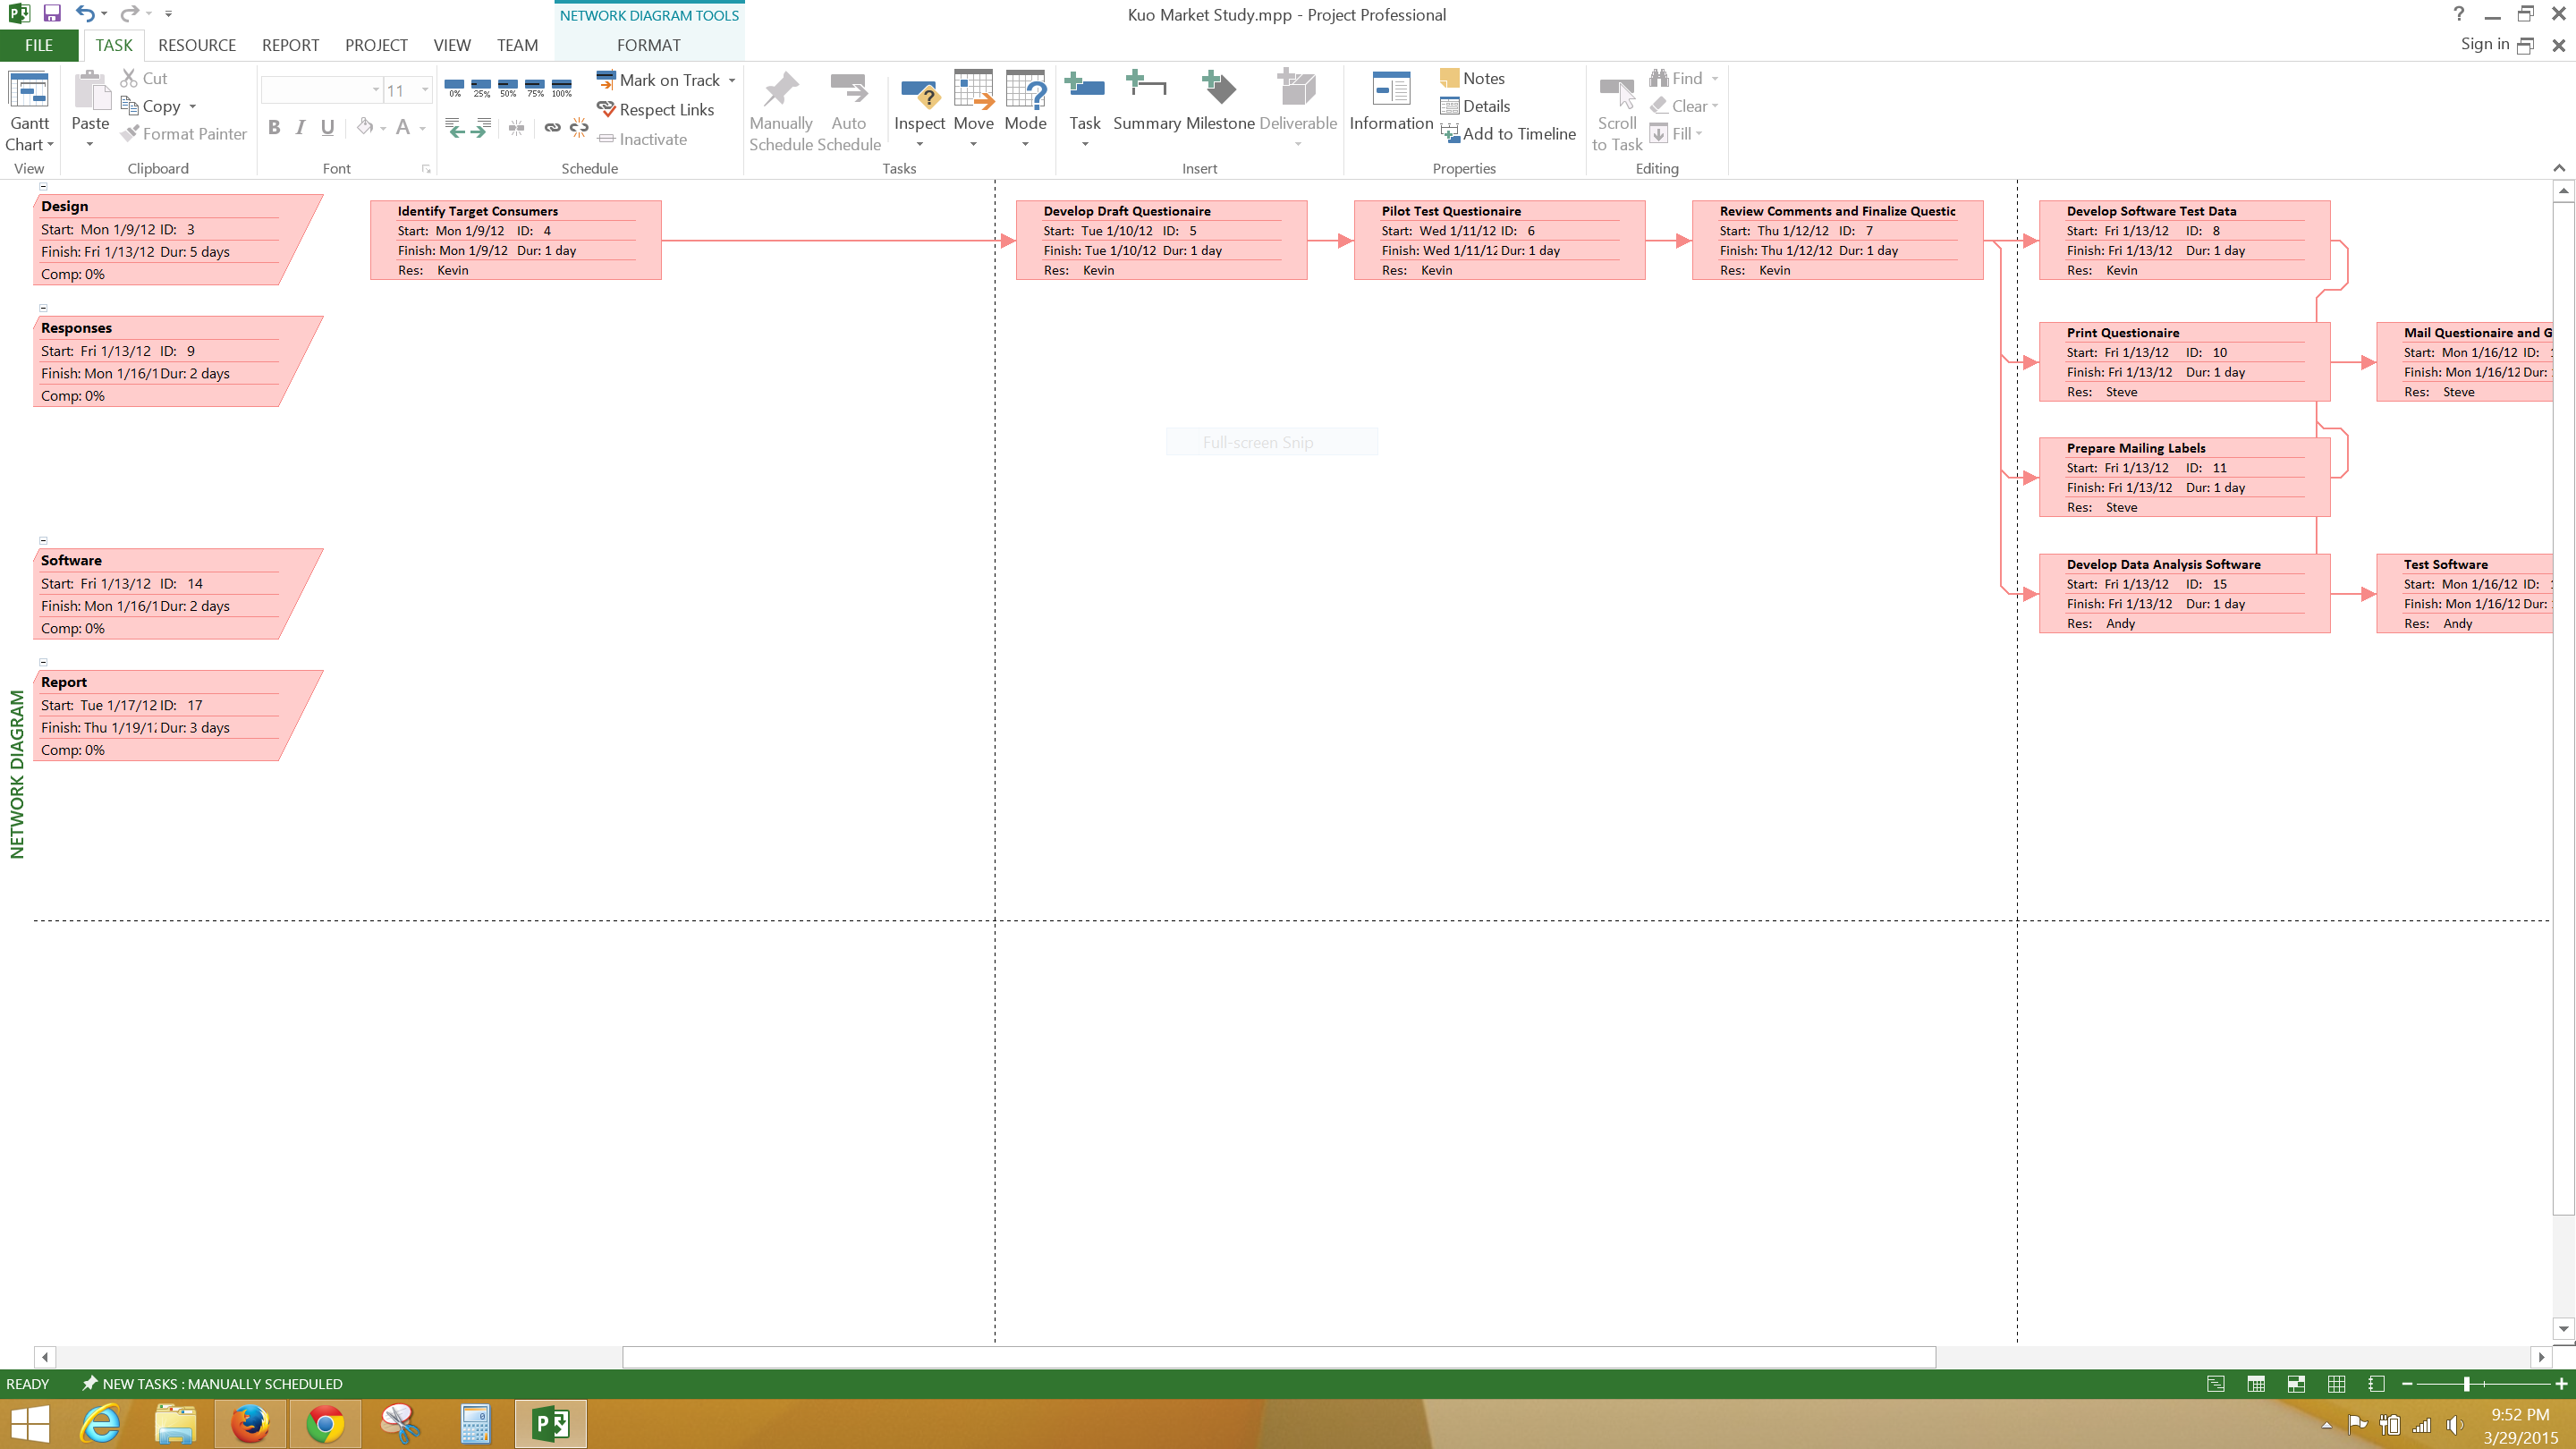 NETWORK DIAGRAM TOOLS
Kuo Market Study.mpp - Project Professional
FILE TASK RESOURCE REPORT PROJECT VIEW TEAM FORMAT
Sign in
Gantt Chart
View
Paste
Cut
Copy
Format Painter
Clipboard
11
B I U A
Font
0% 25% 50% 75% 100%
Mark on Track
Respect Links
Inactivate
Schedule
Manually Schedule
Auto Schedule
Inspect
Move
Mode
Tasks
Task
Summary
Milestone
Deliverable
Insert
Information
Notes
Details
Add to Timeline
Properties
Scroll to Task
Find
Clear
Fill
Editing
Design
Start: Mon 1/9/12 ID: 3
Finish: Fri 1/13/12 Dur: 5 days
Comp: 0%
Identify Target Consumers
Start: Mon 1/9/12 ID: 4
Finish: Mon 1/9/12 Dur: 1 day
Res: Kevin
Develop Draft Questionaire
Start: Tue 1/10/12 ID: 5
Finish: Tue 1/10/12 Dur: 1 day
Res: Kevin
Pilot Test Questionaire
Start: Wed 1/11/12 ID: 6
Finish: Wed 1/11/12 Dur: 1 day
Res: Kevin
Review Comments and Finalize Questic
Start: Thu 1/12/12 ID: 7
Finish: Thu 1/12/12 Dur: 1 day
Res: Kevin
Develop Software Test Data
Start: Fri 1/13/12 ID: 8
Finish: Fri 1/13/12 Dur: 1 day
Res: Kevin
Responses
Start: Fri 1/13/12 ID: 9
Finish: Mon 1/16/1 Dur: 2 days
Comp: 0%
Print Questionaire
Start: Fri 1/13/12 ID: 10
Finish: Fri 1/13/12 Dur: 1 day
Res: Steve
Mail Questionaire and G
Start: Mon 1/16/12 ID:
Finish: Mon 1/16/12 Dur:
Res: Steve
Full-screen Snip
Prepare Mailing Labels
Start: Fri 1/13/12 ID: 11
Finish: Fri 1/13/12 Dur: 1 day
Res: Steve
Software
Start: Fri 1/13/12 ID: 14
Finish: Mon 1/16/1 Dur: 2 days
Comp: 0%
Develop Data Analysis Software
Start: Fri 1/13/12 ID: 15
Finish: Fri 1/13/12 Dur: 1 day
Res: Andy
Test Software
Start: Mon 1/16/12 ID:
Finish: Mon 1/16/12 Dur:
Res: Andy
Report
Start: Tue 1/17/12 ID: 17
Finish: Thu 1/19/1 Dur: 3 days
Comp: 0%
NETWORK DIAGRAM
READY NEW TASKS : MANUALLY SCHEDULED
9:52 PM
3/29/2015